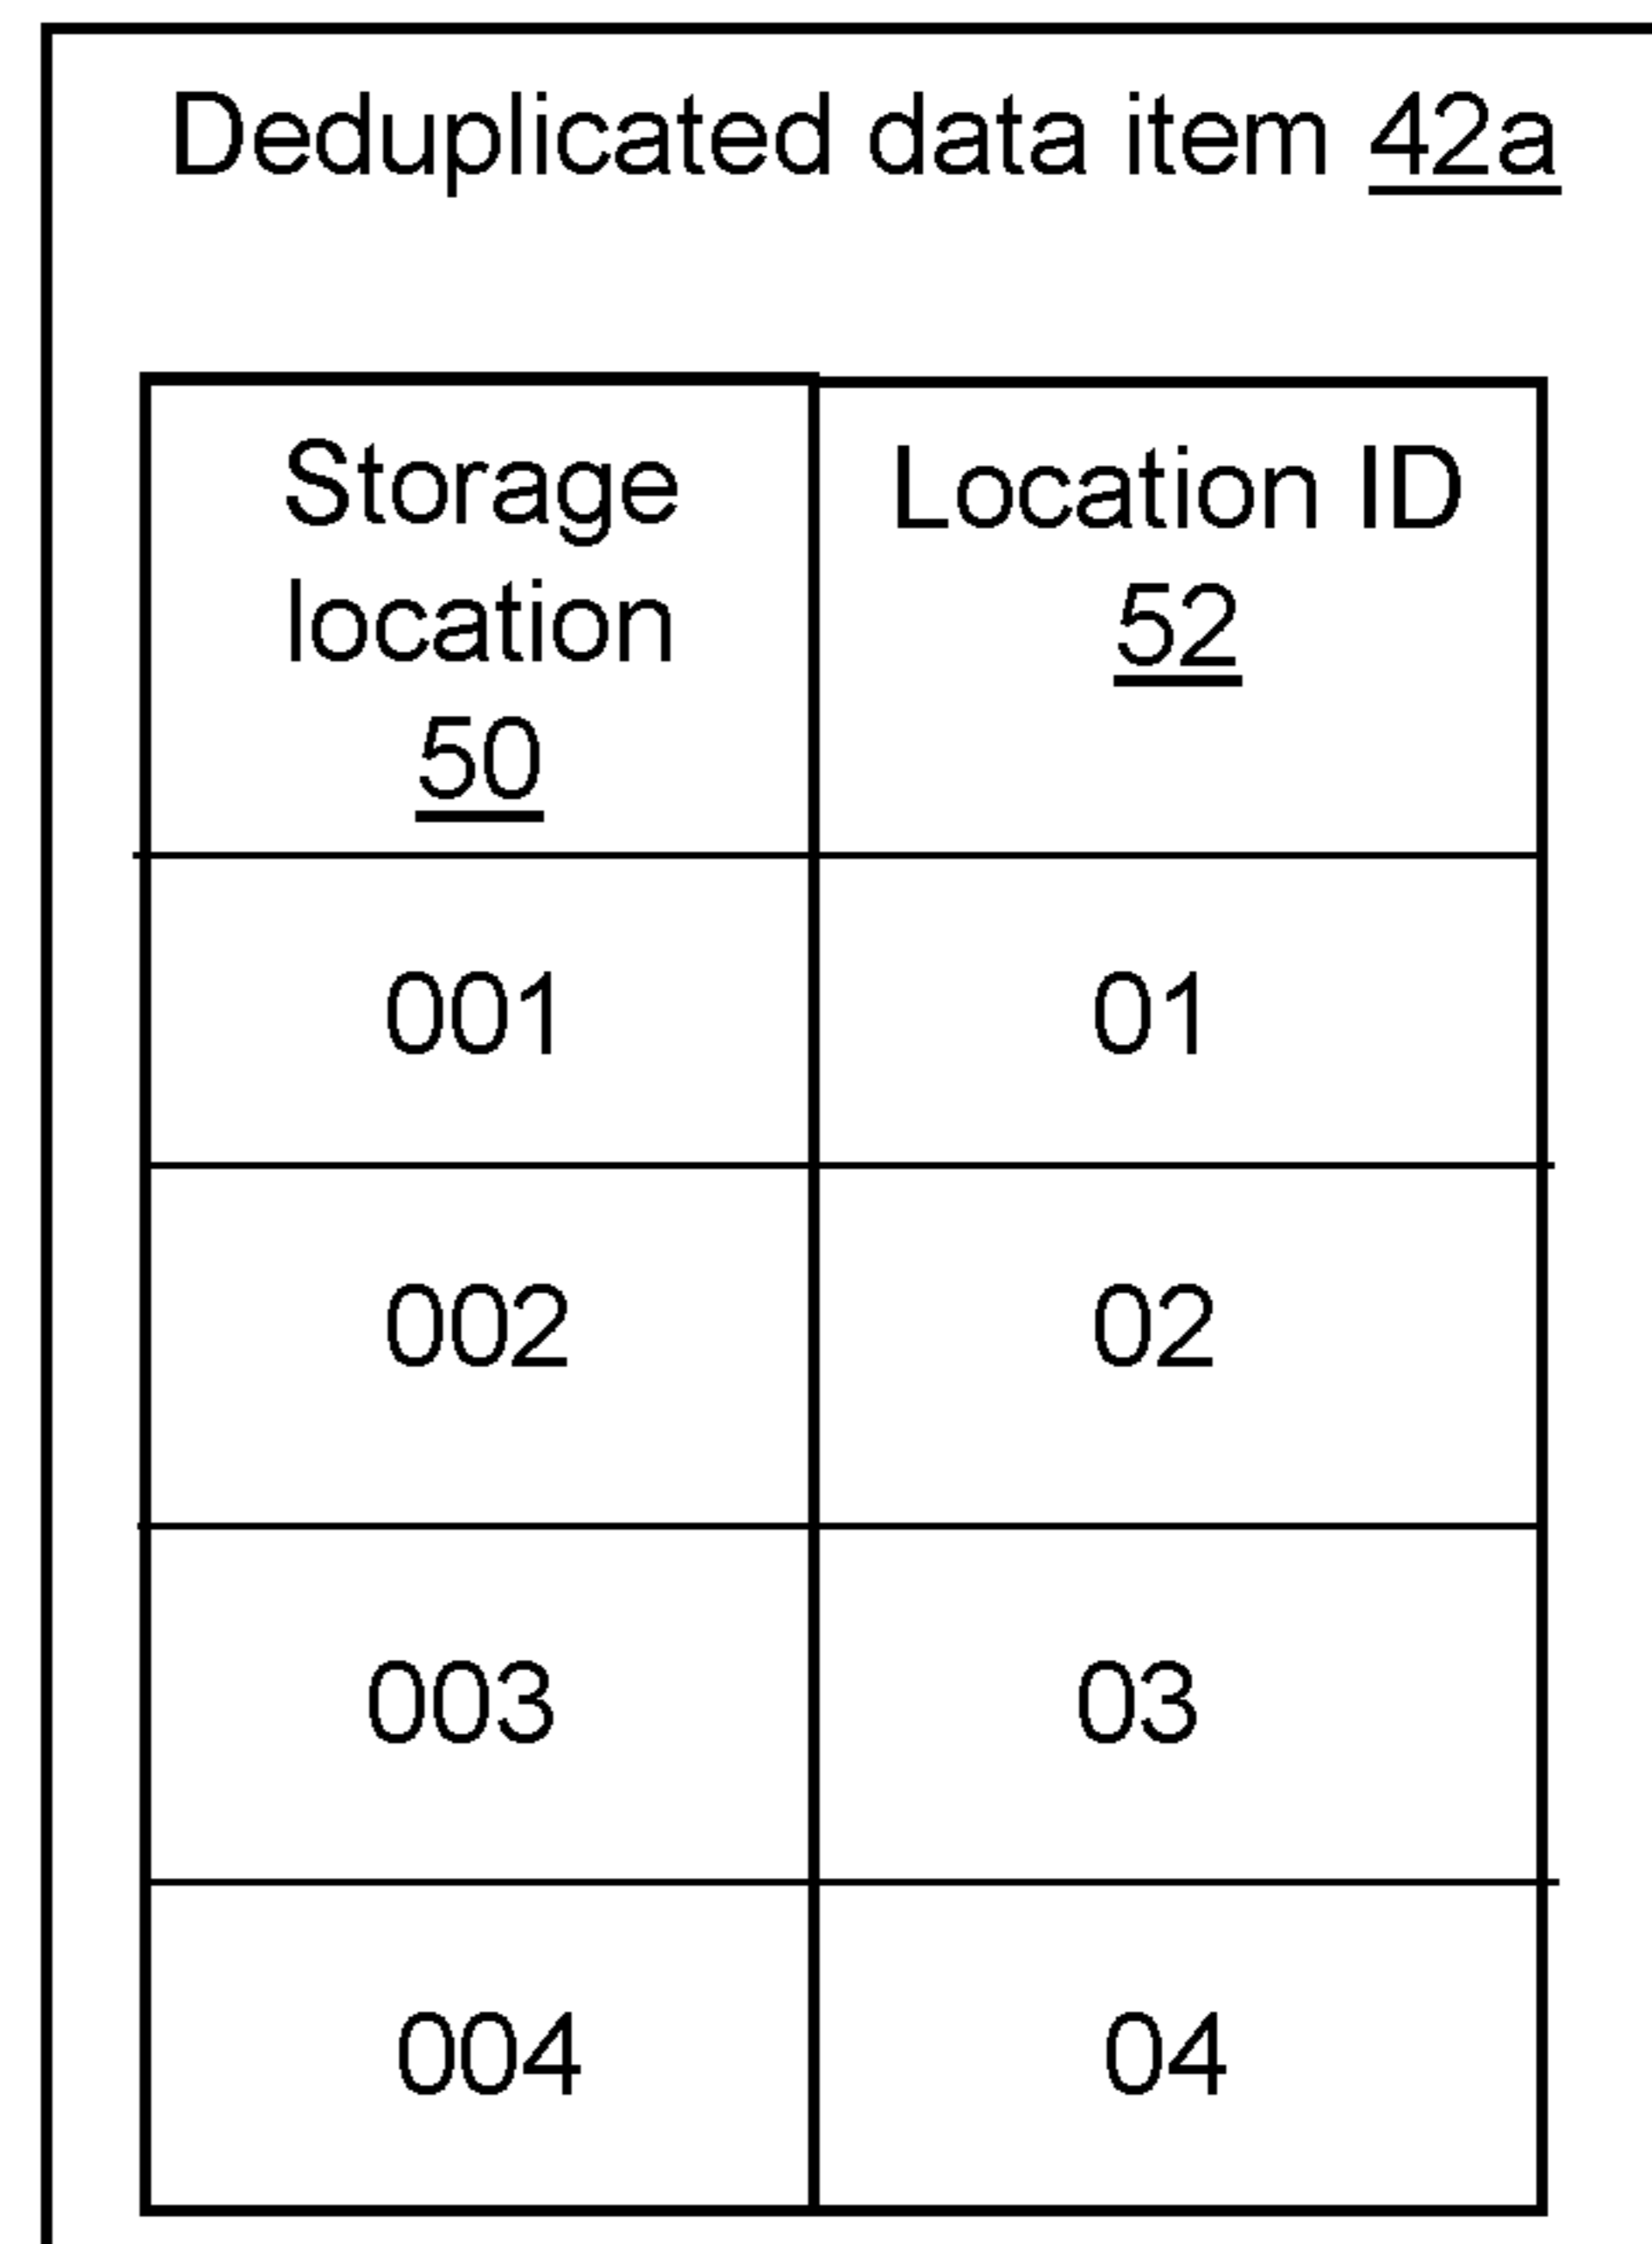 Deduplicated data item 42a
Storage location 50
Location ID 52
001 01
002 02
003 03
004 04